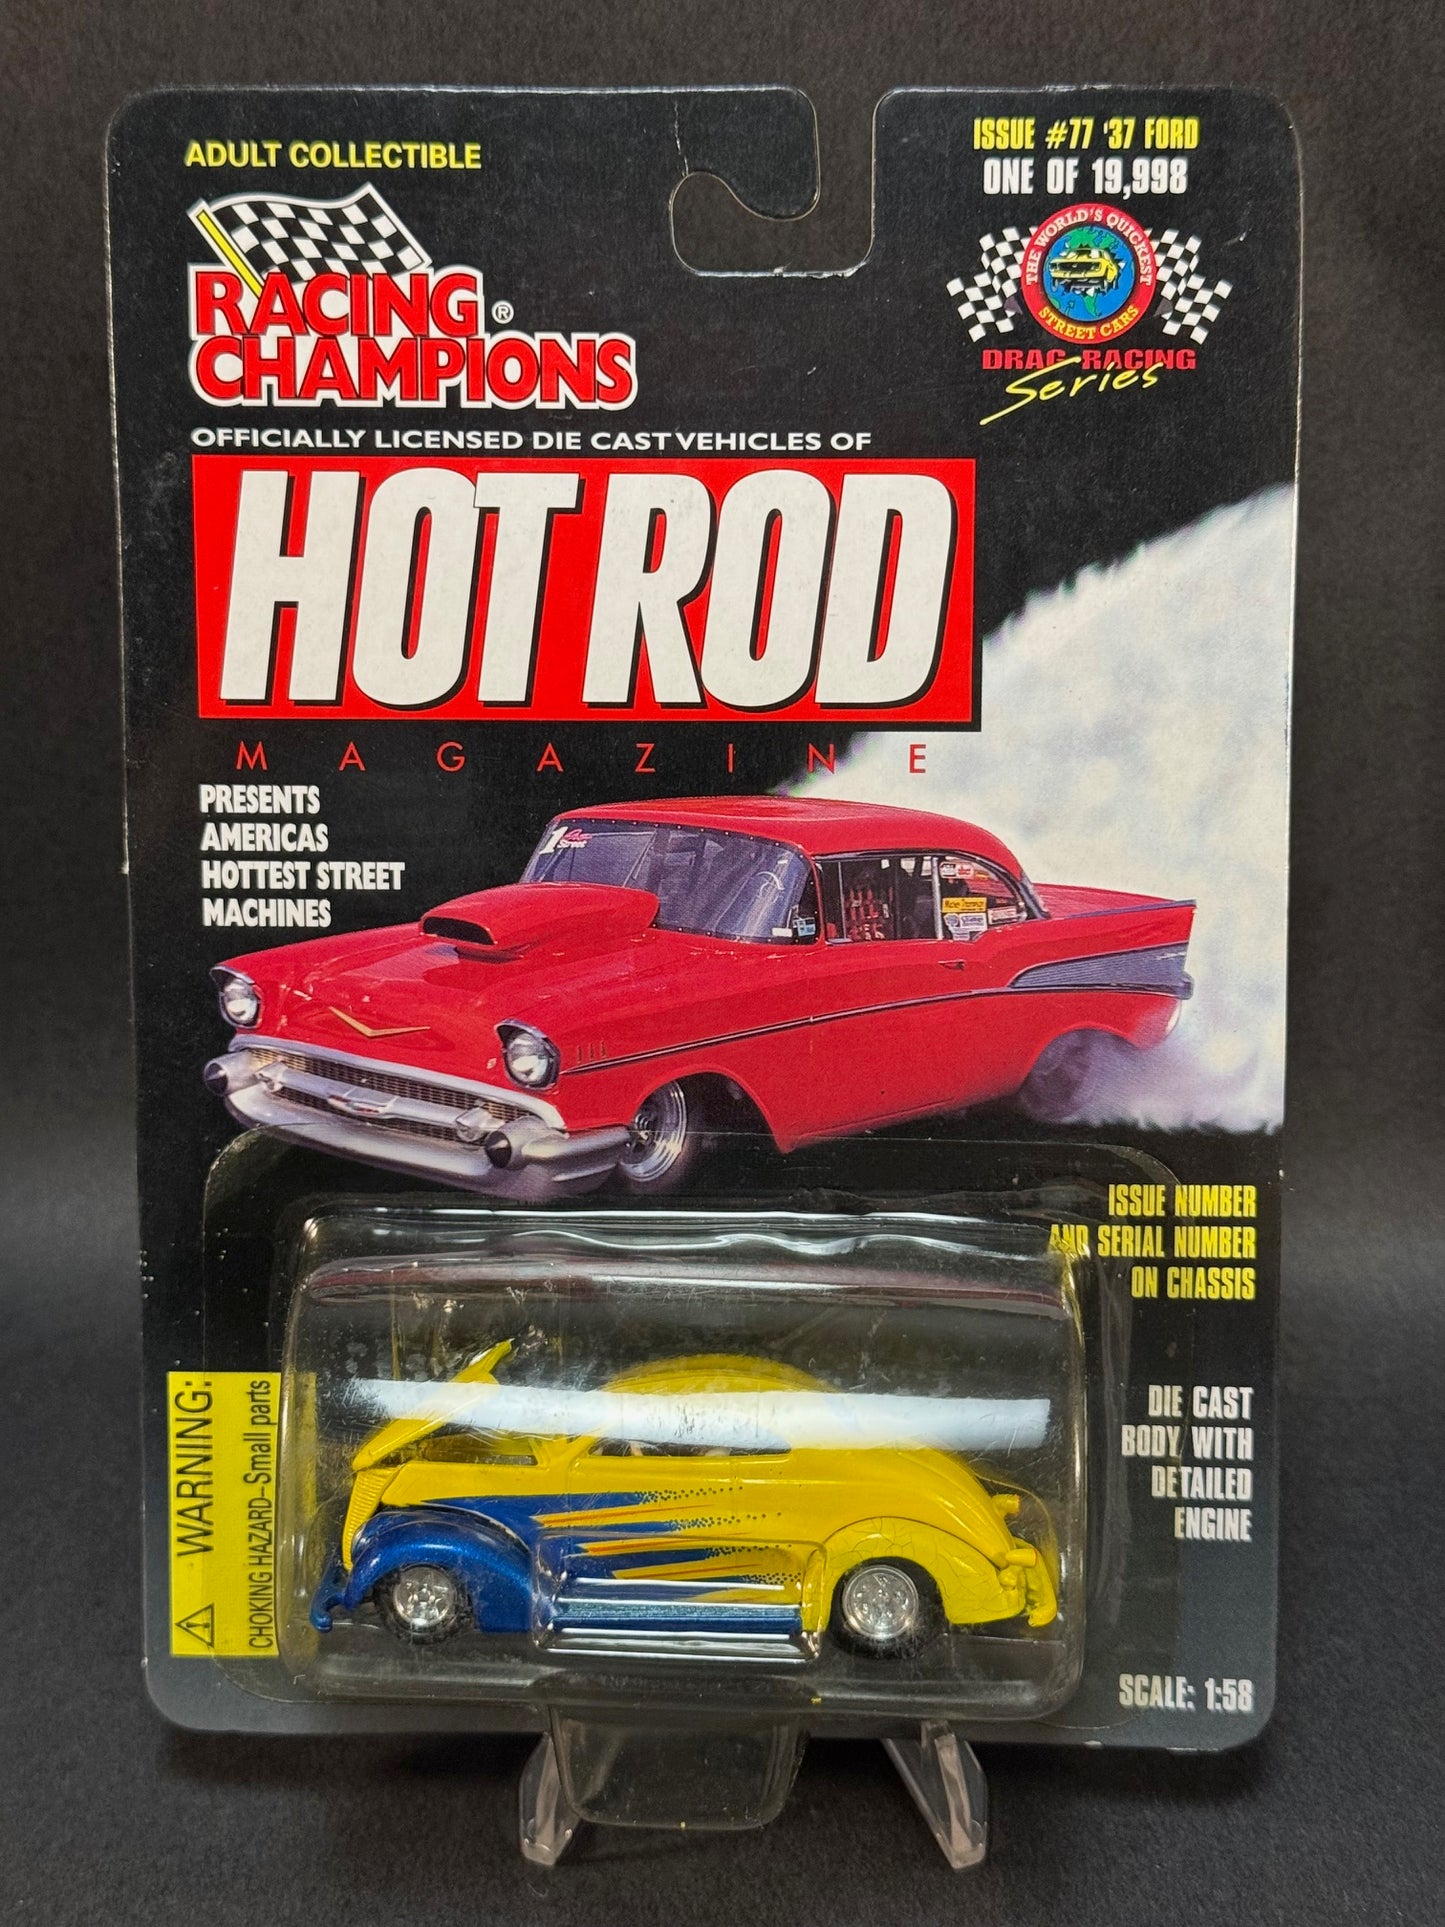 ADULT COLLECTIBLE
RACING
CHAMPIONS®
OFFICIALLY LICENSED DIE CAST VEHICLES OF
HOT ROD
MAGAZINE
PRESENTS
AMERICAS
HOTTEST STREET
MACHINES
ISSUE #77 '37 FORD
ONE OF 19,998
THE WORLD'S QUICKEST
STREET CARS
DRAG RACING
Series
1
Street
ISSUE NUMBER
AND SERIAL NUMBER
ON CHASSIS
DIE CAST
BODY WITH
DETAILED
ENGINE
SCALE: 1:58
WARNING:
CHOKING HAZARD–Small parts